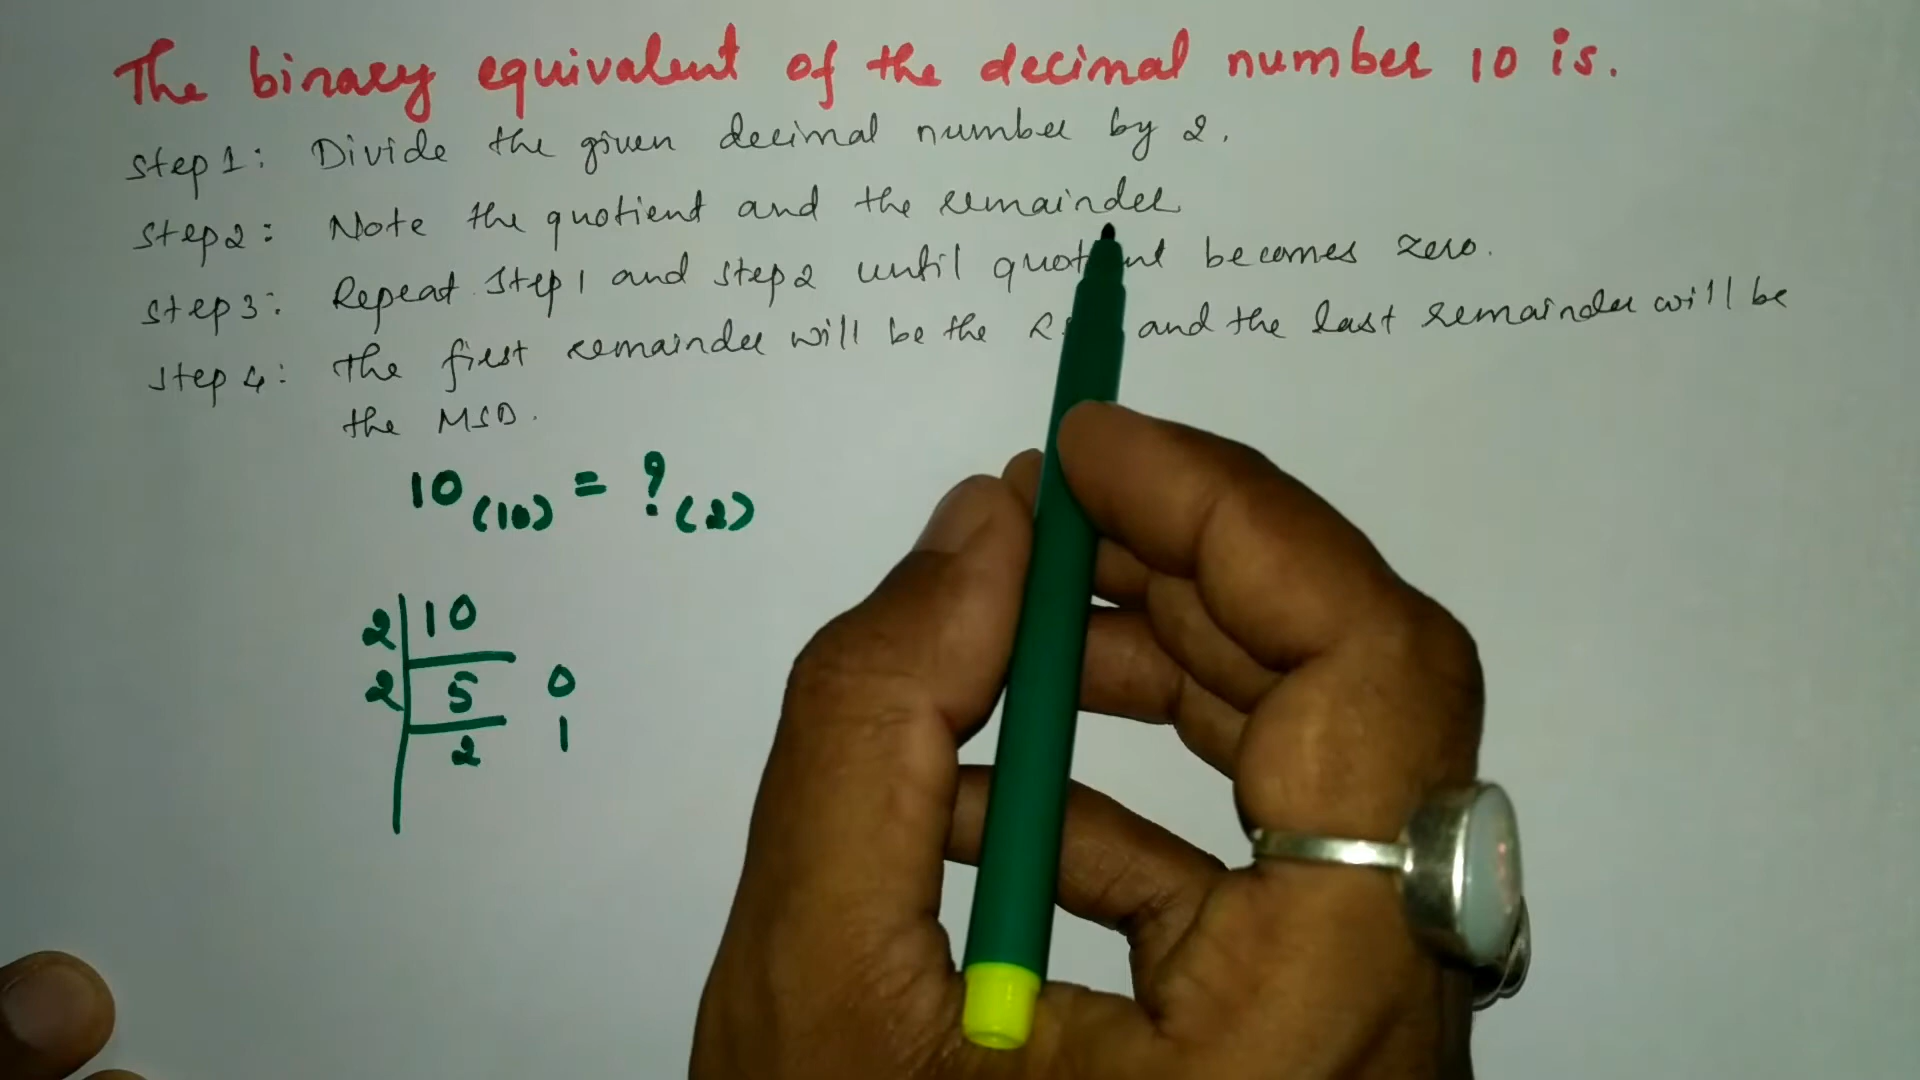 The binary equivalent of the decimal number 10 is.
Step 1: Divide the given decimal number by 2.
Step 2: Note the quotient and the remainder
Step 3: Repeat Step 1 and step 2 until becomes zero.
Step 4: The first remainder will be the and the last remainder will be
the MSD.
10 (10) = ? (2)
2 10
2 5 0
2 1